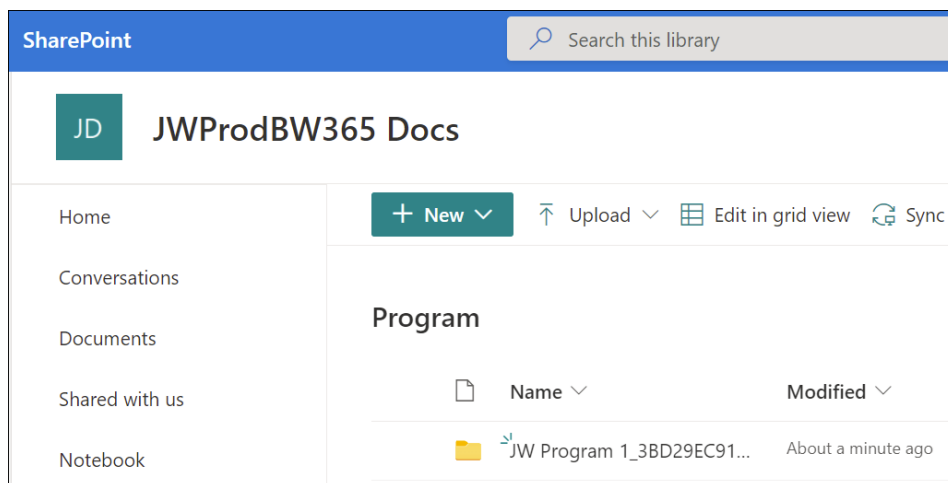 SharePoint
Search this library
JD
JWProdBW365 Docs
Home
Conversations
Documents
Shared with us
Notebook
New
Upload
Edit in grid view
Sync
Program
Name
Modified
JW Program 1_3BD29EC91...
About a minute ago